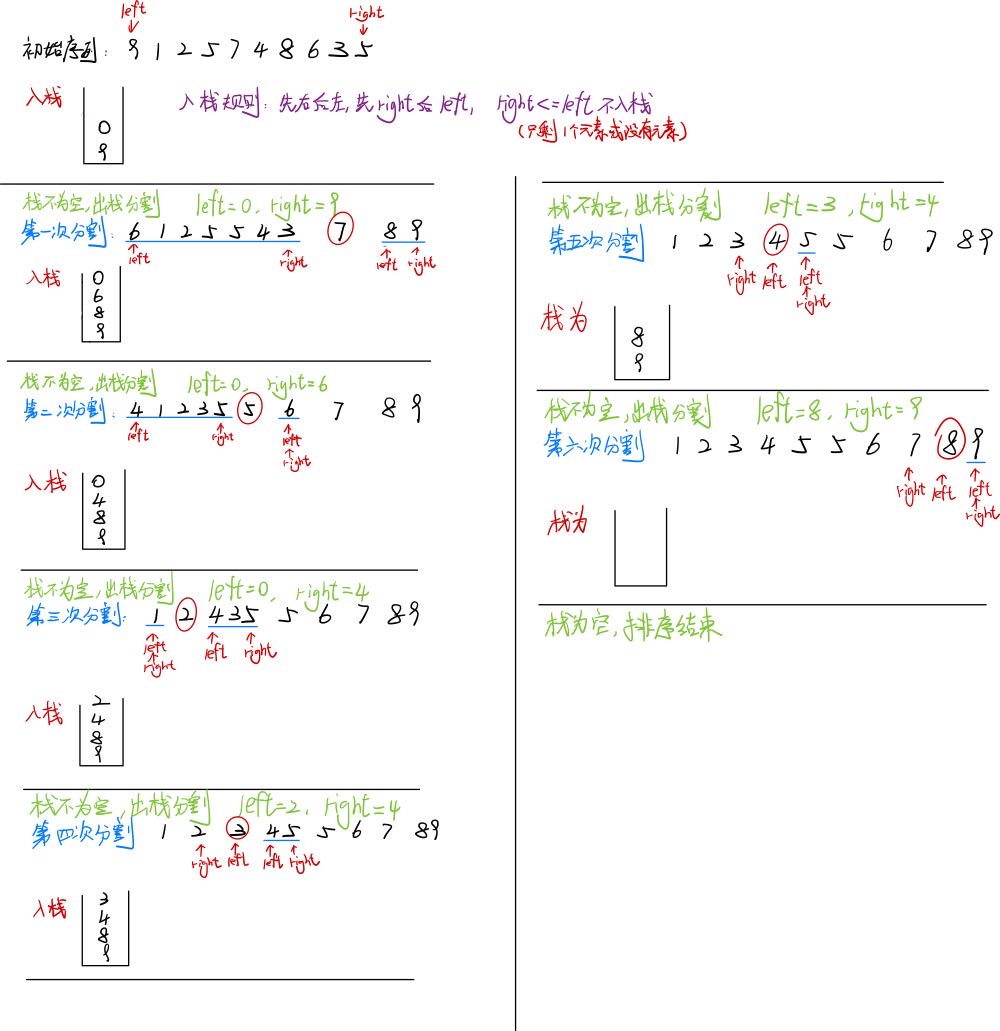 left right
初始序列: 9 1 2 5 7 4 8 6 3 5
入栈
0
9
入栈规则: 先右后左,先right后left, right<=left不入栈
(只剩1个元素或没有元素)
栈不为空,出栈分割 left=0, right=9
第一次分割: 6 1 2 5 5 4 3 7 8 9
left right left right
入栈
0
6
8
9
栈不为空,出栈分割 left=0, right=6
第二次分割: 4 1 2 3 5 5 6 7 8 9
left right left
right
入栈
0
4
8
9
栈不为空,出栈分割 left=0, right=4
第三次分割: 1 2 4 3 5 5 6 7 8 9
left left right
right
入栈
2
4
8
9
栈不为空,出栈分割 left=2, right=4
第四次分割 1 2 3 4 5 5 6 7 8 9
right left left right
入栈
3
4
8
9
栈不为空,出栈分割 left=3, right=4
第五次分割 1 2 3 4 5 5 6 7 8 9
right left left
right
栈为
8
9
栈不为空,出栈分割 left=8, right=9
第六次分割 1 2 3 4 5 5 6 7 8 9
right left left
right
栈为
栈为空,排序结束